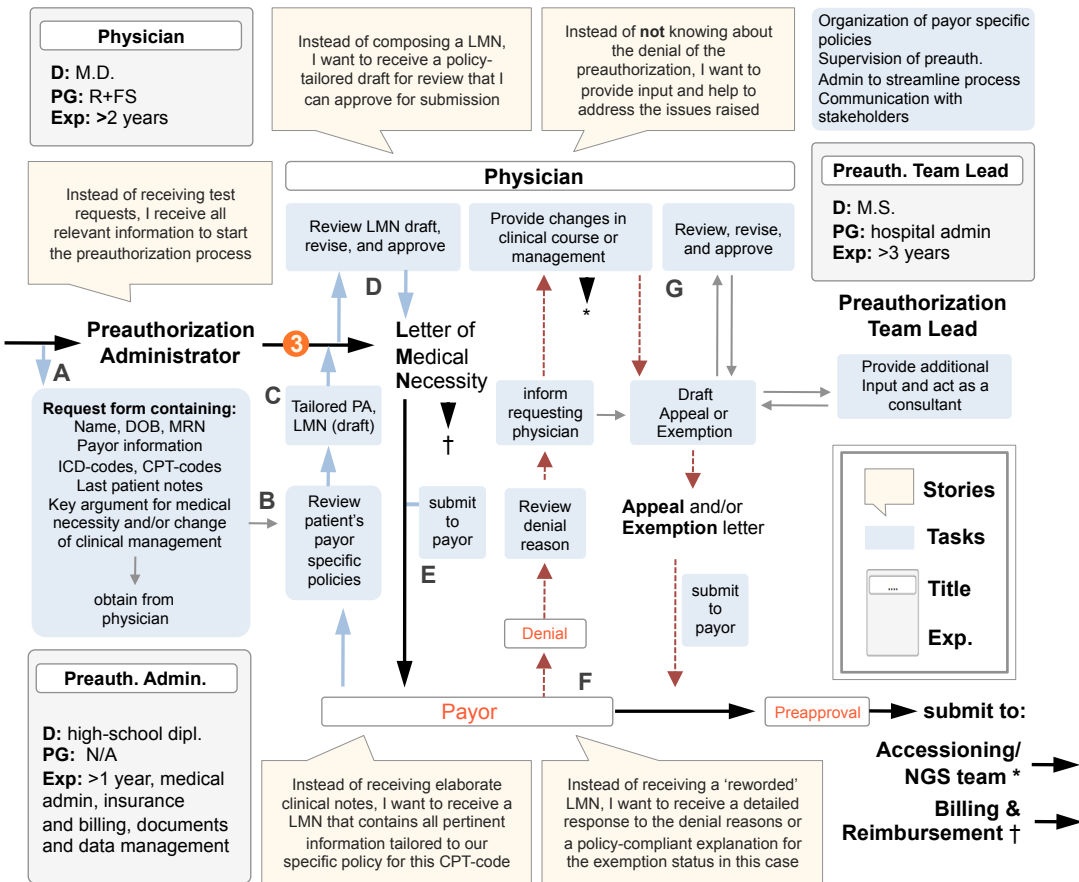 Physician
D: M.D.
PG: R+FS
Exp: >2 years
Instead of composing a LMN,
I want to receive a policy-
tailored draft for review that I
can approve for submission
Instead of not knowing about
the denial of the
preauthorization, I want to
provide input and help to
address the issues raised
Organization of payor specific
policies
Supervision of preauth.
Admin to streamline process
Communication with
stakeholders
Instead of receiving test
requests, I receive all
relevant information to start
the preauthorization process
Physician
Review LMN draft,
revise, and approve
Provide changes in
clinical course or
management
Review, revise,
and approve
Preauth. Team Lead
D: M.S.
PG: hospital admin
Exp: >3 years
D
G
*
Preauthorization
Administrator
3
Letter of
Medical
Necessity
†
Preauthorization
Team Lead
A
C
Request form containing:
Name, DOB, MRN
Payor information
ICD-codes, CPT-codes
Last patient notes
Key argument for medical
necessity and/or change
of clinical management
obtain from
physician
Tailored PA,
LMN (draft)
inform
requesting
physician
Draft
Appeal or
Exemption
Provide additional
Input and act as a
consultant
B
Review
patient's
payor
specific
policies
submit
to
payor
E
Review
denial
reason
Appeal and/or
Exemption letter
submit
to
payor
Denial
F
....
Stories
Tasks
Title
Exp.
Preauth. Admin.
D: high-school dipl.
PG: N/A
Exp: >1 year, medical
admin, insurance
and billing, documents
and data management
Payor
Preapproval
submit to:
Accessioning/
NGS team *
Billing &
Reimbursement †
Instead of receiving elaborate
clinical notes, I want to receive a
LMN that contains all pertinent
information tailored to our
specific policy for this CPT-code
Instead of receiving a 'reworded'
LMN, I want to receive a detailed
response to the denial reasons or
a policy-compliant explanation for
the exemption status in this case